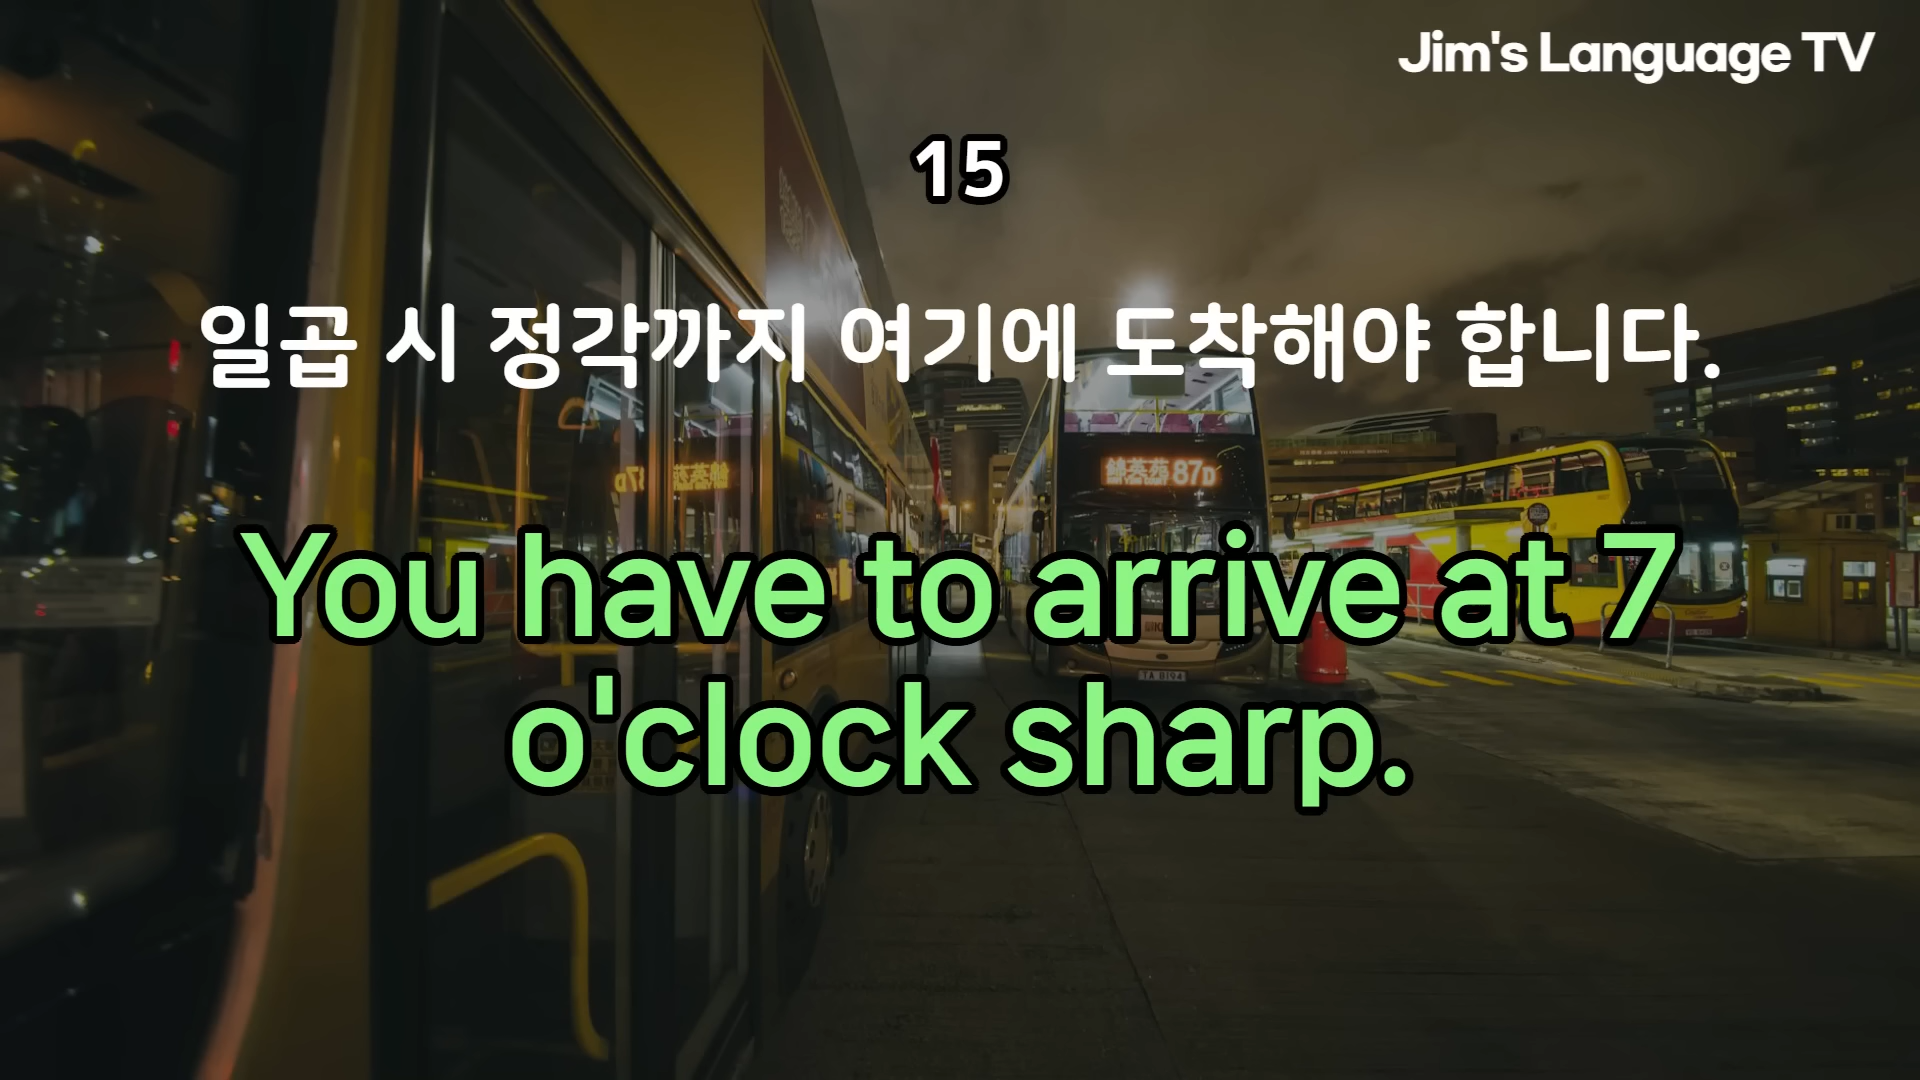 Jim's Language TV
15
일곱 시 정각까지 여기에 도착해야 합니다.
87D
You have to arrive at 7
o'clock sharp.